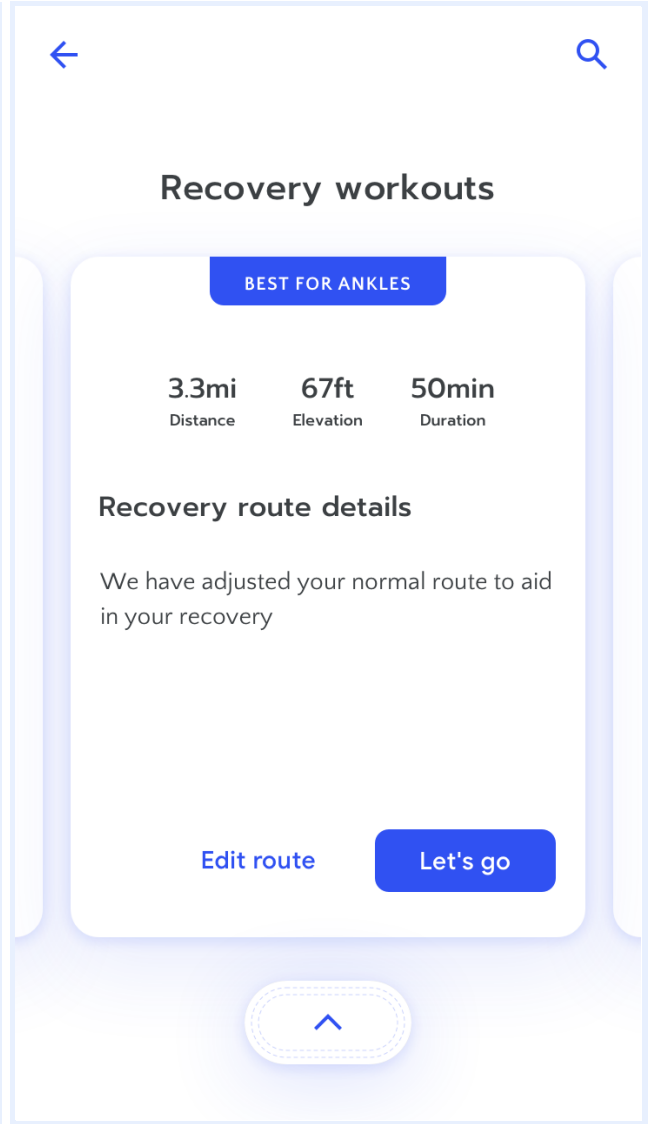 Recovery workouts
BEST FOR ANKLES
3.3mi 67ft 50min
Distance Elevation Duration
Recovery route details
We have adjusted your normal route to aid
in your recovery
Edit route Let's go